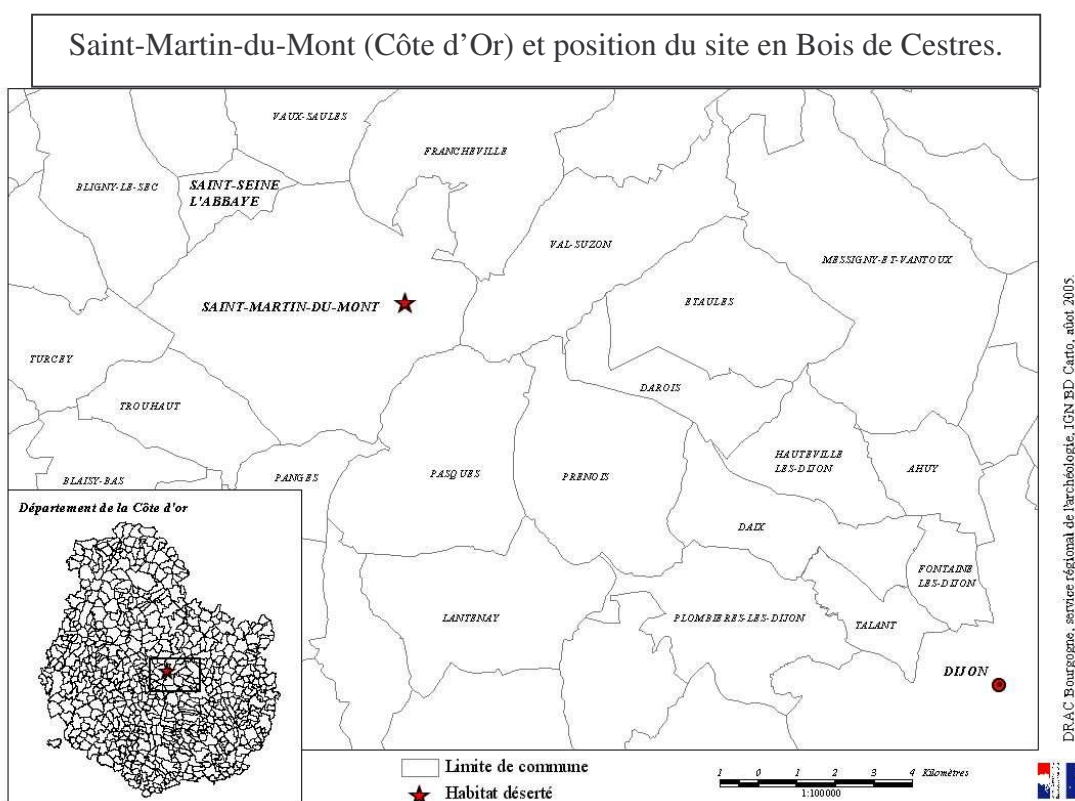 Saint-Martin-du-Mont (Côte d’Or) et position du site en Bois de Cestres.
VAUX-SAULES
FRANCHEVILLE
BLIGNY-LE-SEC
SAINT-SEINE
L'ABBAYE
VAL-SUZON
MESSIGNY-ET-VANTOUX
SAINT-MARTIN-DU-MONT
ETAULES
TURCEY
DAROIS
TROUHAUT
HAUTEVILLE
LES-DIJON
AHUY
BLAISY-BAS
PANGES
PASQUES
PRENOIS
Département de la Côte d'or
DAIX
FONTAINE
LES-DIJON
LANTENAY
PLOMBIERES-LES-DIJON
TALANT
DIJON
DRAC Bourgogne, service régional de l'archéologie, IGN BD Carto, aôut 2005.
Limite de commune
Habitat déserté
1 0 1 2 3 4 Kilomètres
1:100000